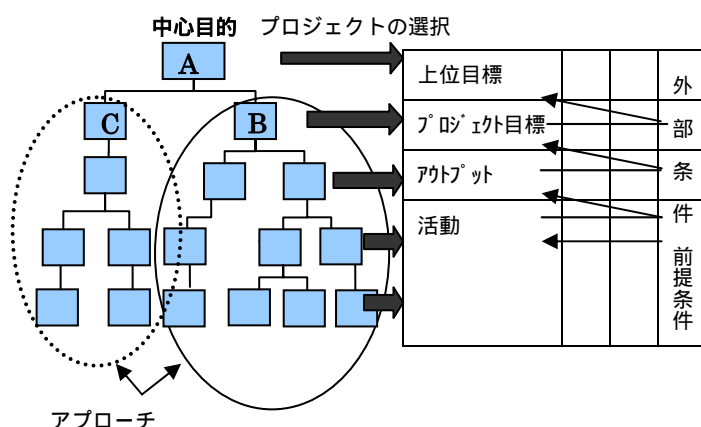 中心目的 プロジェクトの選択
A
C
B
上位目標
ﾌﾟﾛｼﾞｪｸﾄ目標
ｱｳﾄﾌﾟｯﾄ
活動
外部条件
前提条件
アプローチ